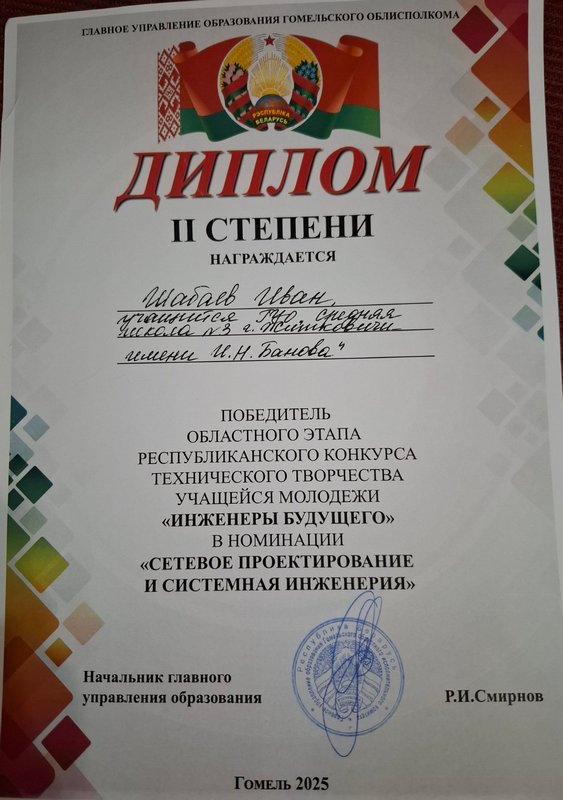 ГЛАВНОЕ УПРАВЛЕНИЕ ОБРАЗОВАНИЯ ГОМЕЛЬСКОГО ОБЛИСПОЛКОМА
РЭСПУБЛІКА
БЕЛАРУСЬ
ДИПЛОМ
II СТЕПЕНИ
НАГРАЖДАЕТСЯ
Шабаев Иван,
учащийся ГУО, средняя
школа №3 г. Житковичи
имени И.Н. Банова"
ПОБЕДИТЕЛЬ
ОБЛАСТНОГО ЭТАПА
РЕСПУБЛИКАНСКОГО КОНКУРСА
ТЕХНИЧЕСКОГО ТВОРЧЕСТВА
УЧАЩЕЙСЯ МОЛОДЕЖИ
«ИНЖЕНЕРЫ БУДУЩЕГО»
В НОМИНАЦИИ
«СЕТЕВОЕ ПРОЕКТИРОВАНИЕ
И СИСТЕМНАЯ ИНЖЕНЕРИЯ»
Республика Беларусь
Начальник главного
управления образования
Р.И.Смирнов
Гомель 2025